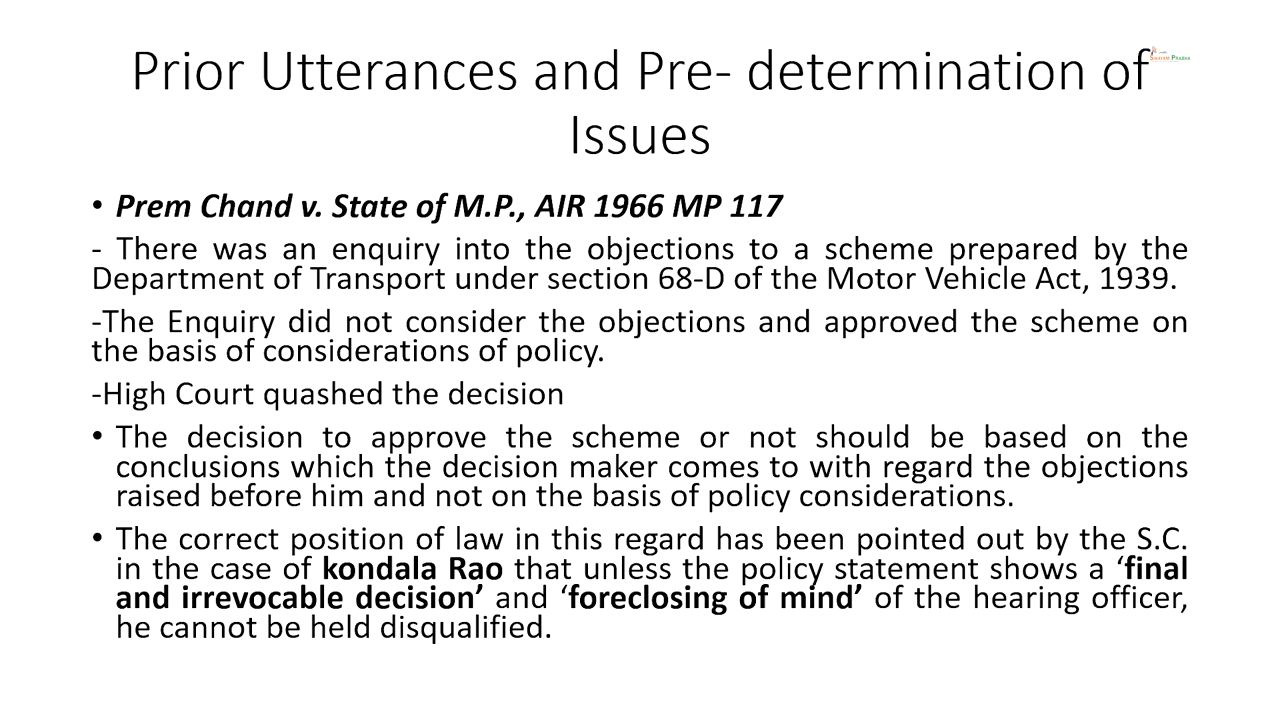 Prior Utterances and Pre- determination of
Issues
SWAYAM PRABHA
• Prem Chand v. State of M.P., AIR 1966 MP 117
- There was an enquiry into the objections to a scheme prepared by the
Department of Transport under section 68-D of the Motor Vehicle Act, 1939.
-The Enquiry did not consider the objections and approved the scheme on
the basis of considerations of policy.
-High Court quashed the decision
• The decision to approve the scheme or not should be based on the
conclusions which the decision maker comes to with regard the objections
raised before him and not on the basis of policy considerations.
• The correct position of law in this regard has been pointed out by the S.C.
in the case of kondala Rao that unless the policy statement shows a ‘final
and irrevocable decision’ and ‘foreclosing of mind’ of the hearing officer,
he cannot be held disqualified.